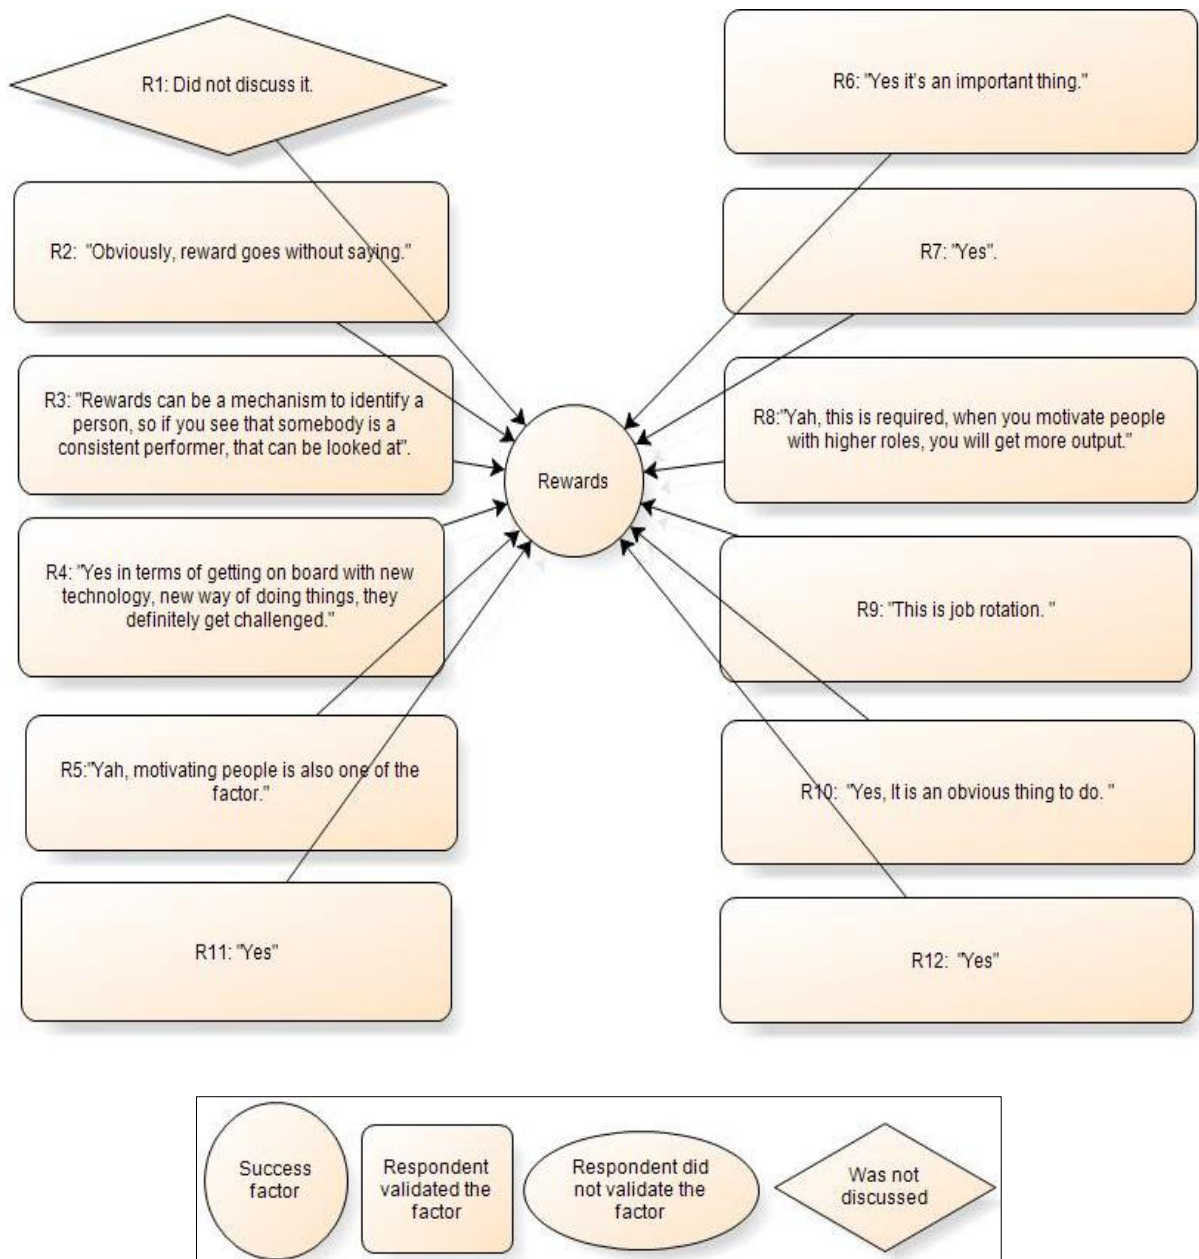 R1: Did not discuss it.
R2:  "Obviously, reward goes without saying."
R3: "Rewards can be a mechanism to identify a
person, so if you see that somebody is a
consistent performer, that can be looked at".
R4: "Yes in terms of getting on board with new
technology, new way of doing things, they
definitely get challenged."
R5:"Yah, motivating people is also one of the
factor."
R11: "Yes"
Rewards
R6: "Yes it's an important thing."
R7: "Yes".
R8:"Yah, this is required, when you motivate people
with higher roles, you will get more output."
R9: "This is job rotation. "
R10:  "Yes, It is an obvious thing to do. "
R12:  "Yes"
Success
factor
Respondent
validated the
factor
Respondent did
not validate the
factor
Was not
discussed